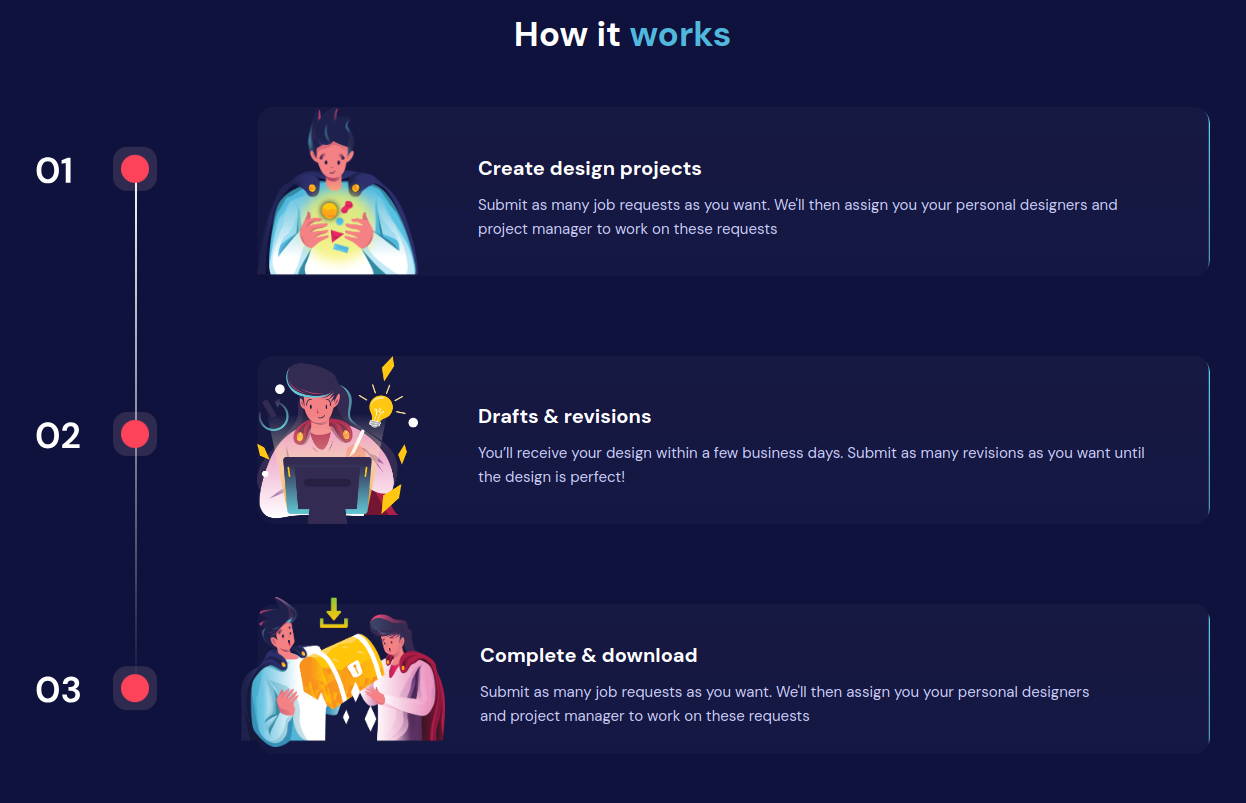 How it works
01
Create design projects
Submit as many job requests as you want. We'll then assign you your personal designers and
project manager to work on these requests
02
Drafts & revisions
You’ll receive your design within a few business days. Submit as many revisions as you want until
the design is perfect!
03
Complete & download
Submit as many job requests as you want. We'll then assign you your personal designers
and project manager to work on these requests